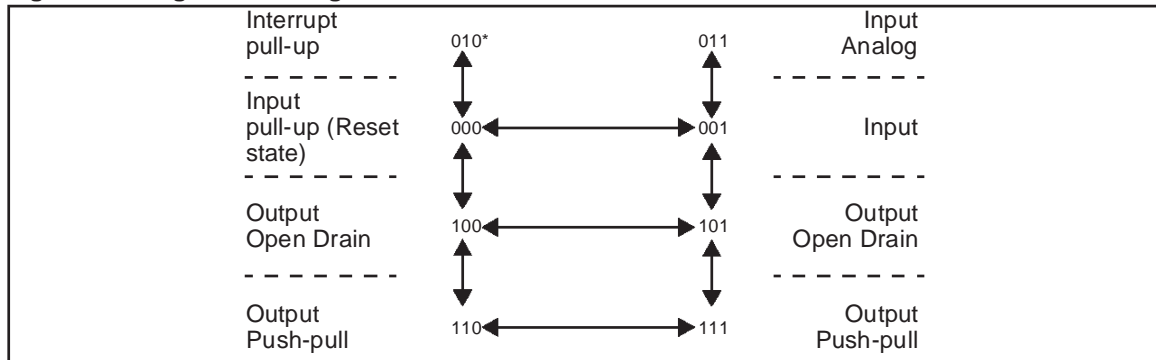 Interrupt
pull-up
010*
011
Input
Analog
Input
pull-up (Reset
state)
000
001
Input
Output
Open Drain
100
101
Output
Open Drain
Output
Push-pull
110
111
Output
Push-pull